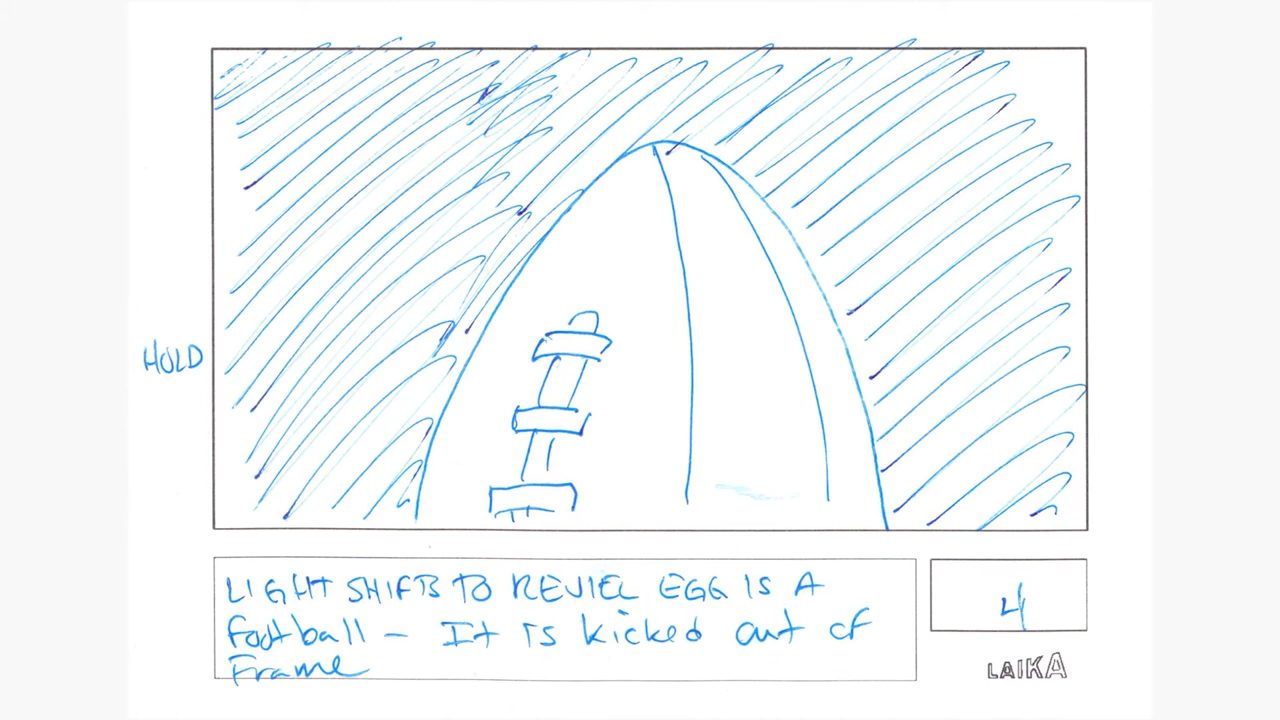 HOLD
LIGHT SHIFTS TO REVIEL EGG IS A
football – It is kicked out of
Frame
4
LAIKA